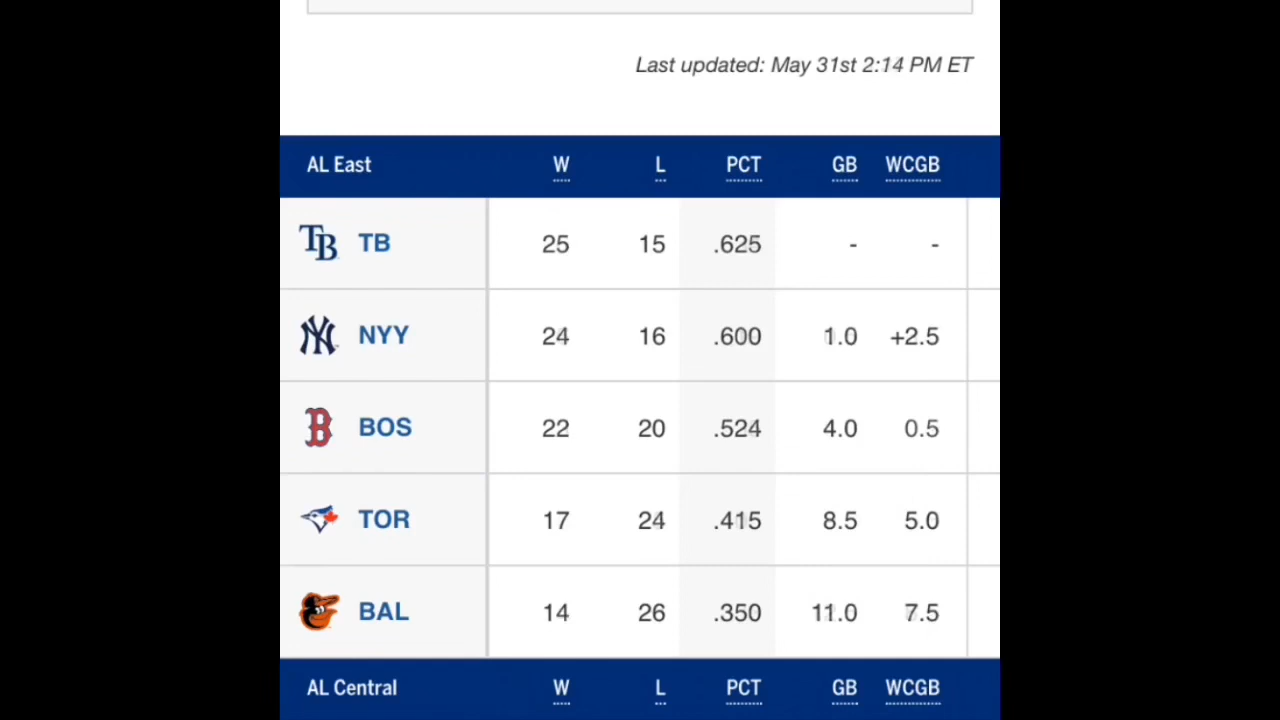 Last updated: May 31st 2:14 PM ET
AL East W L PCT GB WCGB
TB TB 25 15 .625 - -
NY NYY 24 16 .600 1.0 +2.5
B BOS 22 20 .524 4.0 0.5
TOR 17 24 .415 8.5 5.0
BAL 14 26 .350 11.0 7.5
AL Central W L PCT GB WCGB